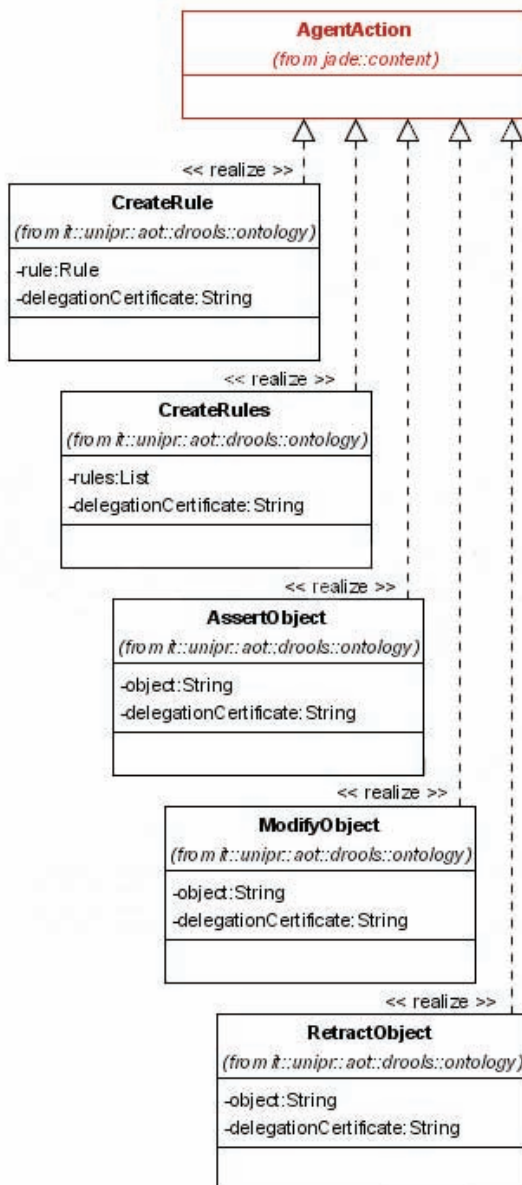 AgentAction
(from jade::content)
<< realize >>
CreateRule
(from it::unipr::aot::drools::ontology)
-rule:Rule
-delegationCertificate:String
<< realize >>
CreateRules
(from it::unipr::aot::drools::ontology)
-rules:List
-delegationCertificate:String
<< realize >>
AssertObject
(from it::unipr::aot::drools::ontology)
-object:String
-delegationCertificate:String
<< realize >>
ModifyObject
(from it::unipr::aot::drools::ontology)
-object:String
-delegationCertificate:String
<< realize >>
RetractObject
(from it::unipr::aot::drools::ontology)
-object:String
-delegationCertificate:String